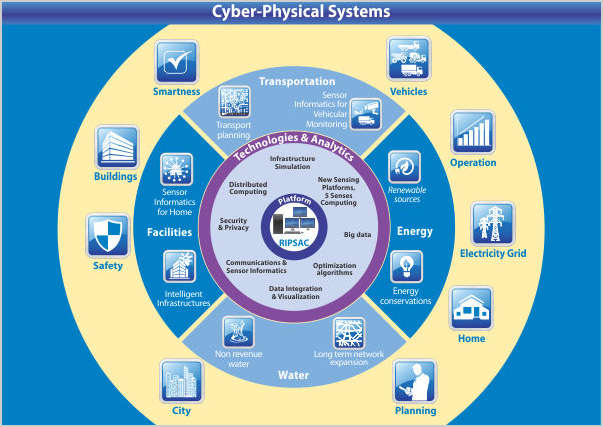 Cyber-Physical Systems
Smartness
Transportation
Vehicles
Transport
planning
Sensor
Informatics for
Vehicular
Monitoring
Buildings
Operation
Technologies & Analytics
Sensor
Informatics
for Home
Infrastructure
Simulation
Distributed
Computing
New Sensing
Platforms,
5 Senses
Computing
Renewable
sources
Platform
RIPSAC
Security
& Privacy
Big data
Facilities
Energy
Safety
Electricity Grid
Communications &
Sensor Informatics
Optimization
algorithms
Data Integration
& Visualization
Intelligent
Infrastructures
Energy
conservations
Home
Non revenue
water
Long term network
expansion
Water
City
Planning